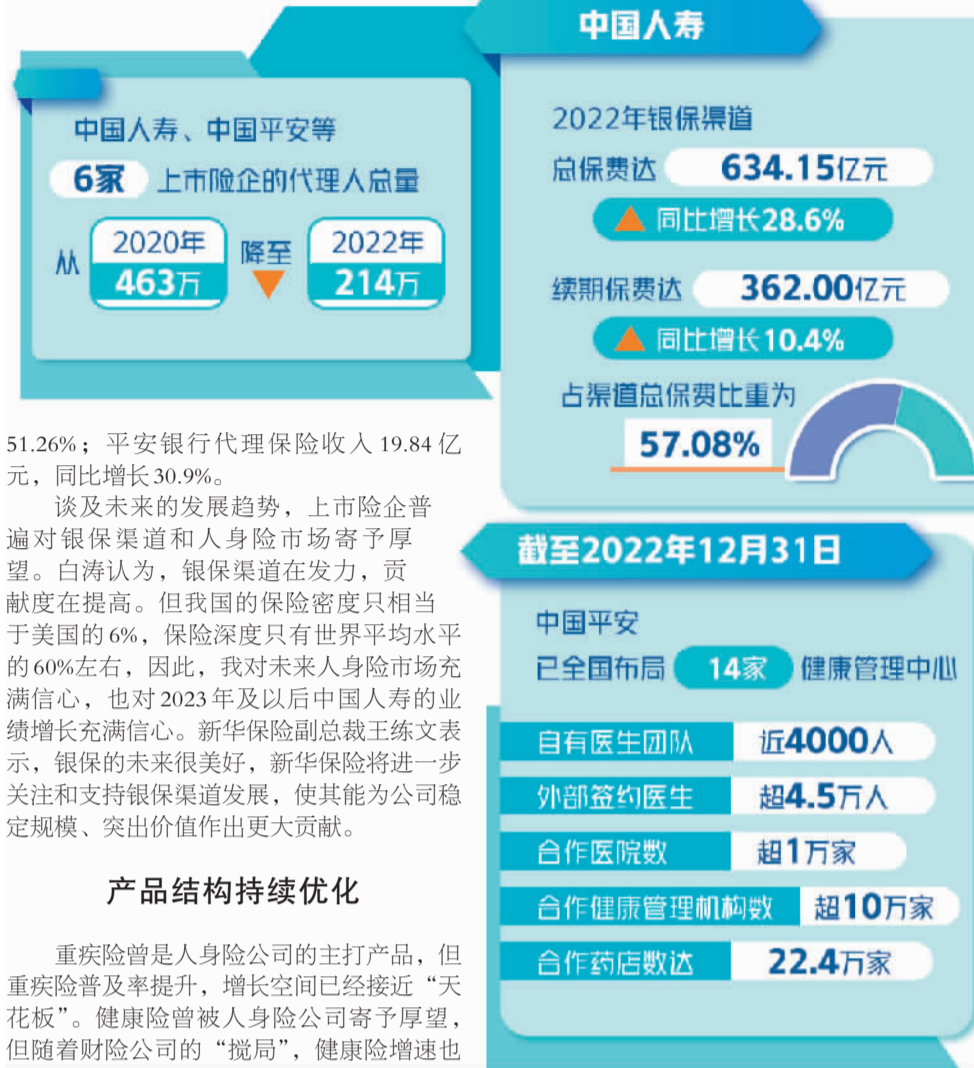 中国人寿、中国平安等
6家 上市险企的代理人总量
从 2020年 463万 降至 2022年 214万
中国人寿
2022年银保渠道
总保费达 634.15亿元
同比增长28.6%
续期保费达 362.00亿元
同比增长10.4%
占渠道总保费比重为
57.08%
51.26%；平安银行代理保险收入19.84亿
元，同比增长30.9%。
谈及未来的发展趋势，上市险企普
遍对银保渠道和人身险市场寄予厚
望。白涛认为，银保渠道在发力，贡
献度在提高。但我国的保险密度只相当
于美国的6%，保险深度只有世界平均水平
的60%左右，因此，我对未来人身险市场充
满信心，也对2023年及以后中国人寿的业
绩增长充满信心。新华保险副总裁王练文表
示，银保的未来很美好，新华保险将进一步
关注和支持银保渠道发展，使其能为公司稳
定规模、突出价值作出更大贡献。
产品结构持续优化
重疾险曾是人身险公司的主打产品，但
重疾险普及率提升，增长空间已经接近“天
花板”。健康险曾被人身险公司寄予厚望，
但随着财险公司的“搅局”，健康险增速也
截至2022年12月31日
中国平安
已全国布局 14家 健康管理中心
自有医生团队 近4000人
外部签约医生 超4.5万人
合作医院数 超1万家
合作健康管理机构数 超10万家
合作药店数达 22.4万家